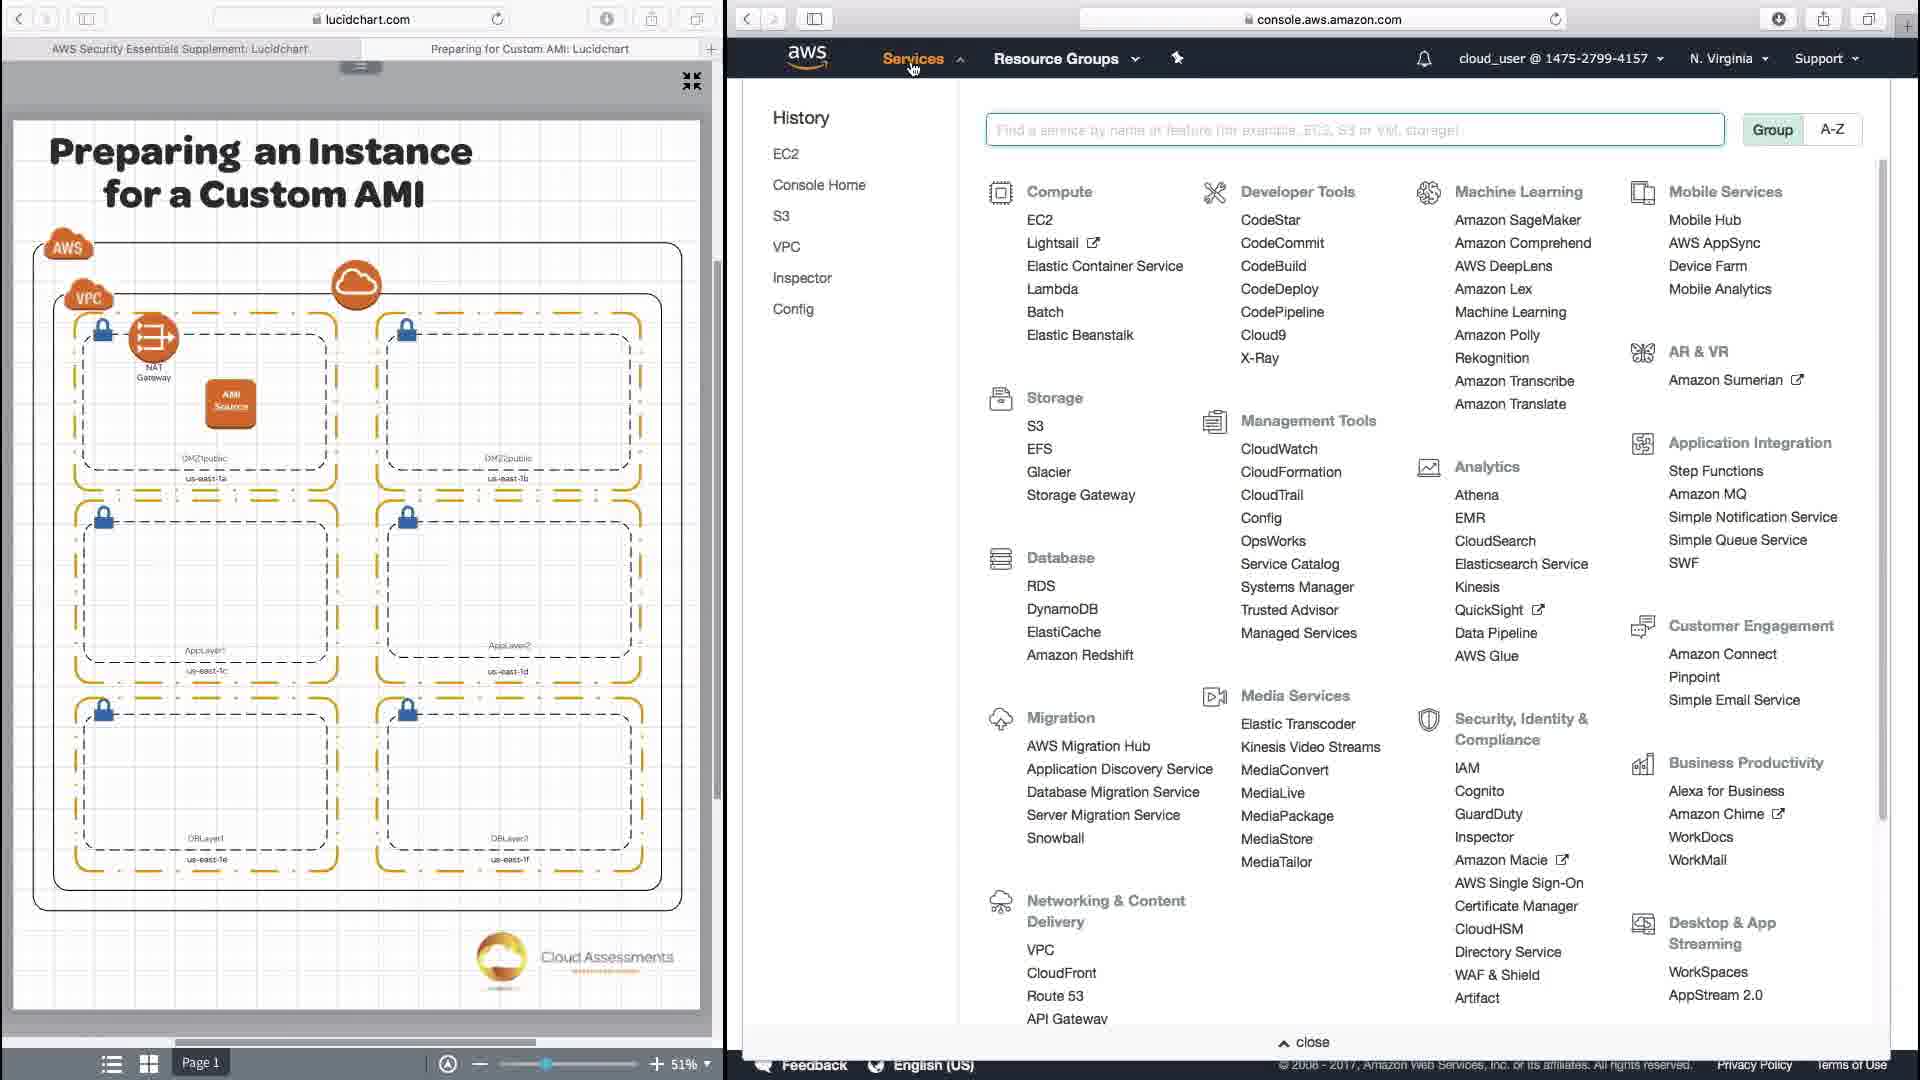 lucidchart.com
console.aws.amazon.com
AWS Security Essentials Supplement: Lucidchart
Preparing for Custom AMI: Lucidchart
aws
Services
Resource Groups
cloud_user @ 1475-2799-4157
N. Virginia
Support
Preparing an Instance
for a Custom AMI
AWS
VPC
NAT
Gateway
AMI
Source
DMZ1public
us-east-1a
DMZ2public
us-east-1b
AppLayer1
us-east-1c
AppLayer2
us-east-1d
DBLayer1
us-east-1e
DBLayer2
us-east-1f
Cloud Assessments
Page 1
51%
History
EC2
Console Home
S3
VPC
Inspector
Config
Find a service by name or feature (for example, EC2, S3 or VM, storage)
Group
A-Z
Compute
EC2
Lightsail
Elastic Container Service
Lambda
Batch
Elastic Beanstalk
Storage
S3
EFS
Glacier
Storage Gateway
Database
RDS
DynamoDB
ElastiCache
Amazon Redshift
Migration
AWS Migration Hub
Application Discovery Service
Database Migration Service
Server Migration Service
Snowball
Networking & Content
Delivery
VPC
CloudFront
Route 53
API Gateway
Developer Tools
CodeStar
CodeCommit
CodeBuild
CodeDeploy
CodePipeline
Cloud9
X-Ray
Management Tools
CloudWatch
CloudFormation
CloudTrail
Config
OpsWorks
Service Catalog
Systems Manager
Trusted Advisor
Managed Services
Media Services
Elastic Transcoder
Kinesis Video Streams
MediaConvert
MediaLive
MediaPackage
MediaStore
MediaTailor
Machine Learning
Amazon SageMaker
Amazon Comprehend
AWS DeepLens
Amazon Lex
Machine Learning
Amazon Polly
Rekognition
Amazon Transcribe
Amazon Translate
Analytics
Athena
EMR
CloudSearch
Elasticsearch Service
Kinesis
QuickSight
Data Pipeline
AWS Glue
Security, Identity &
Compliance
IAM
Cognito
GuardDuty
Inspector
Amazon Macie
AWS Single Sign-On
Certificate Manager
CloudHSM
Directory Service
WAF & Shield
Artifact
Mobile Services
Mobile Hub
AWS AppSync
Device Farm
Mobile Analytics
AR & VR
Amazon Sumerian
Application Integration
Step Functions
Amazon MQ
Simple Notification Service
Simple Queue Service
SWF
Customer Engagement
Amazon Connect
Pinpoint
Simple Email Service
Business Productivity
Alexa for Business
Amazon Chime
WorkDocs
WorkMail
Desktop & App
Streaming
WorkSpaces
AppStream 2.0
close
Feedback
English (US)
© 2008 - 2017, Amazon Web Services, Inc. or its affiliates. All rights reserved.
Privacy Policy
Terms of Use